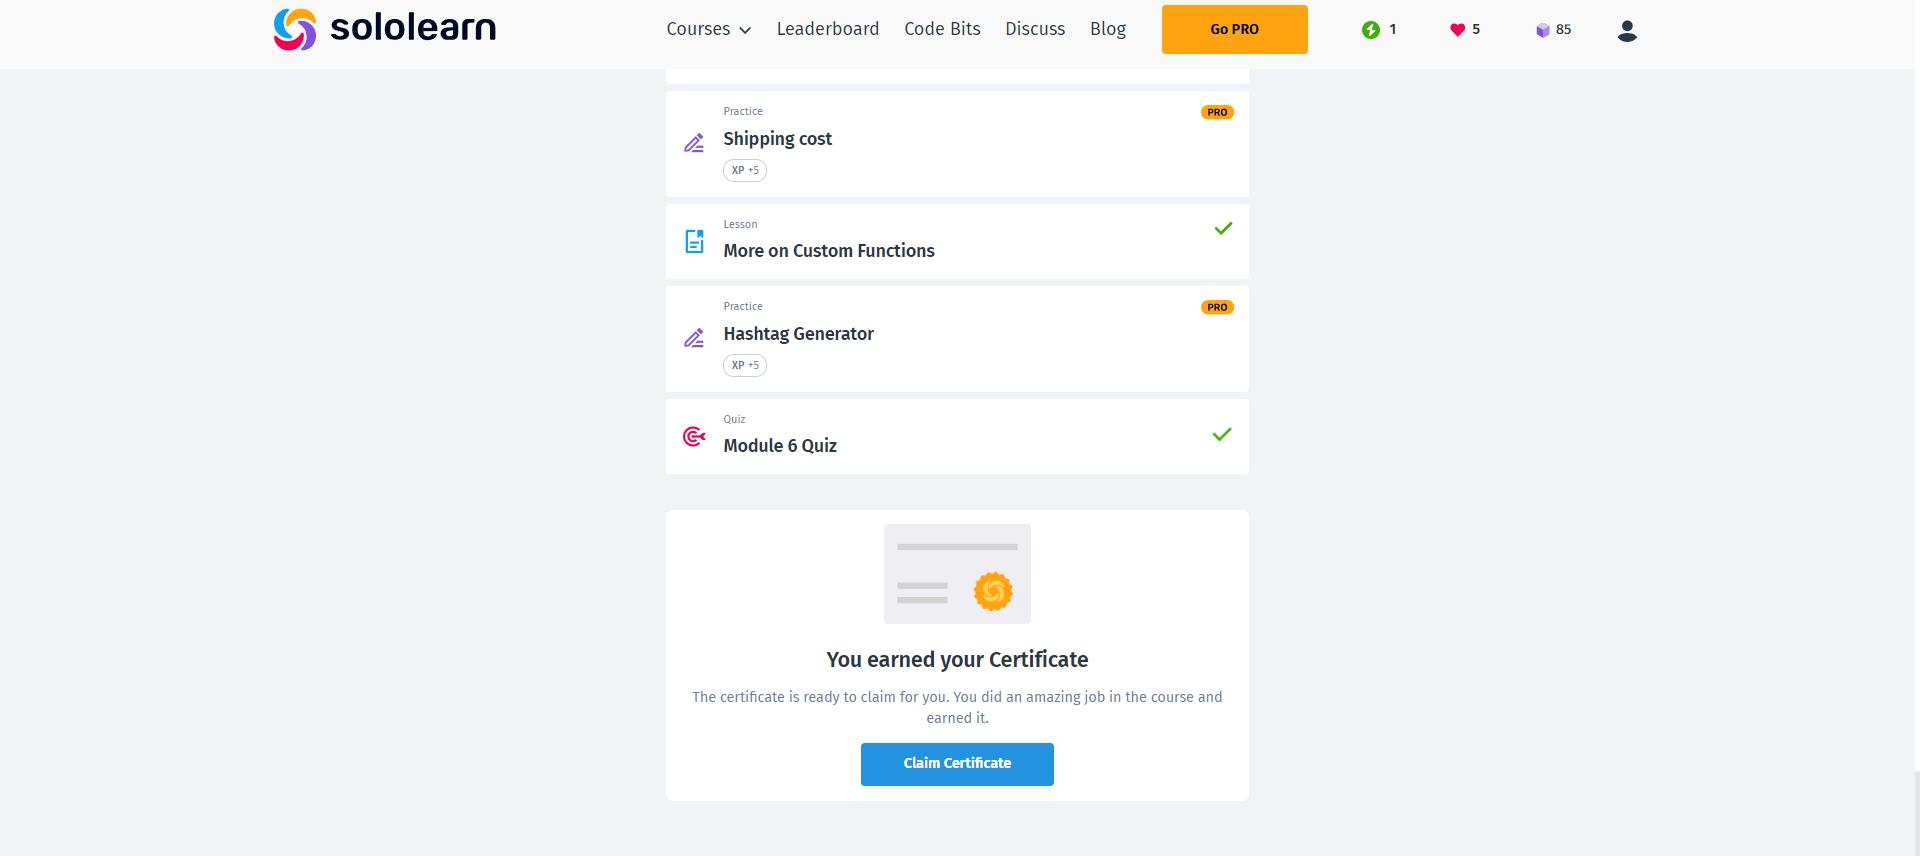 sololearn
Courses
Leaderboard
Code Bits
Discuss
Blog
Go PRO
1
5
85
Practice
PRO
Shipping cost
XP +5
Lesson
More on Custom Functions
Practice
PRO
Hashtag Generator
XP +5
Quiz
Module 6 Quiz
You earned your Certificate
The certificate is ready to claim for you. You did an amazing job in the course and
earned it.
Claim Certificate